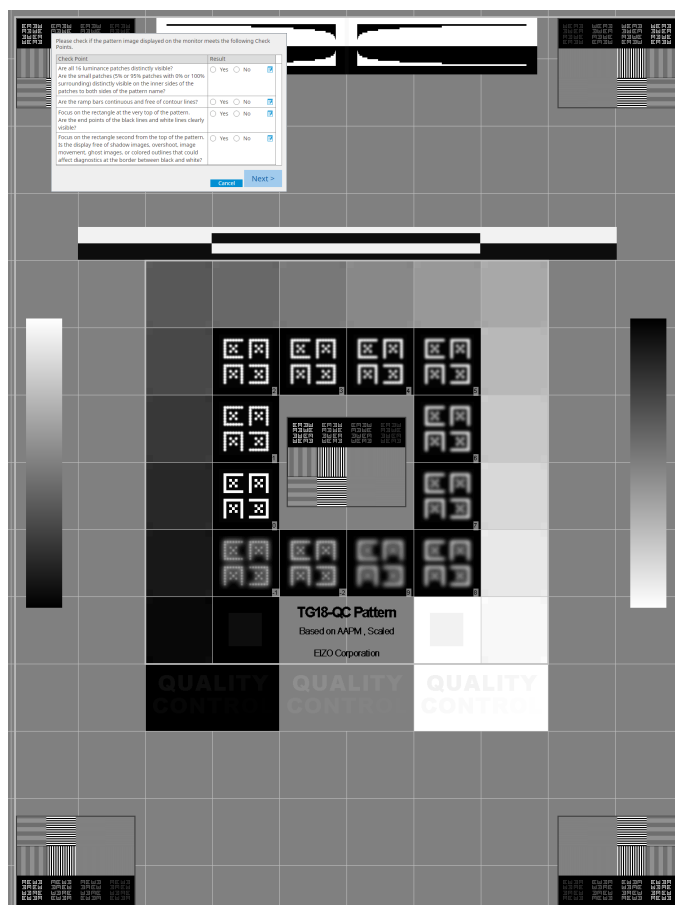 Please check if the pattern image displayed on the monitor meets the following Check
Points.
Check Point Result
Are all 16 luminance patches distinctly visible? Yes No
Are the small patches (5% or 95% patches with 0% or 100%
surrounding) distinctly visible on the inner sides of the
patches to both sides of the pattern name?
Are the ramp bars continuous and free of contour lines? Yes No
Focus on the rectangle at the very top of the pattern. Yes No
Are the end points of the black lines and white lines clearly
visible?
Focus on the rectangle second from the top of the pattern. Yes No
Is the display free of shadow images, overshoot, image
movement, ghost images, or colored outlines that could
affect diagnostics at the border between black and white?
Cancel Next >
TG18-QC Pattern
Based on AAPM , Scaled
EIZO Corporation
QUALITY QUALITY QUALITY
CONT CONTR CONTR